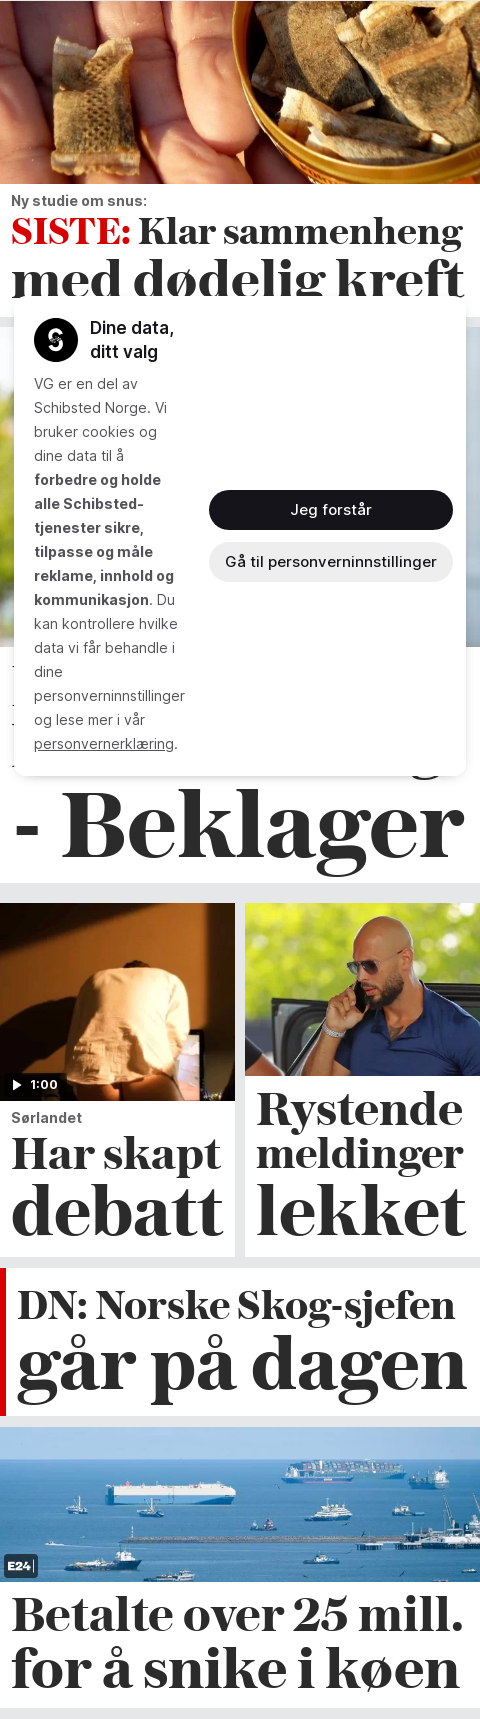 Ny studie om snus:
SISTE: Klar sammenheng
med dødelig kreft
Dine data,
ditt valg
VG er en del av
Schibsted Norge. Vi
bruker cookies og
dine data til å
forbedre og holde
alle Schibsted-
tjenester sikre,
tilpasse og måle
reklame, innhold og
kommunikasjon. Du
kan kontrollere hvilke
data vi får behandle i
dine
personverninnstillinger
og lese mer i vår
personvernerklæring.
Jeg forstår
Gå til personverninnstillinger
- Beklager
1:00
Sørlandet
Har skapt
debatt
Rystende
meldinger
lekket
DN: Norske Skog-sjefen
går på dagen
E24
Betalte over 25 mill.
for å snike i køen